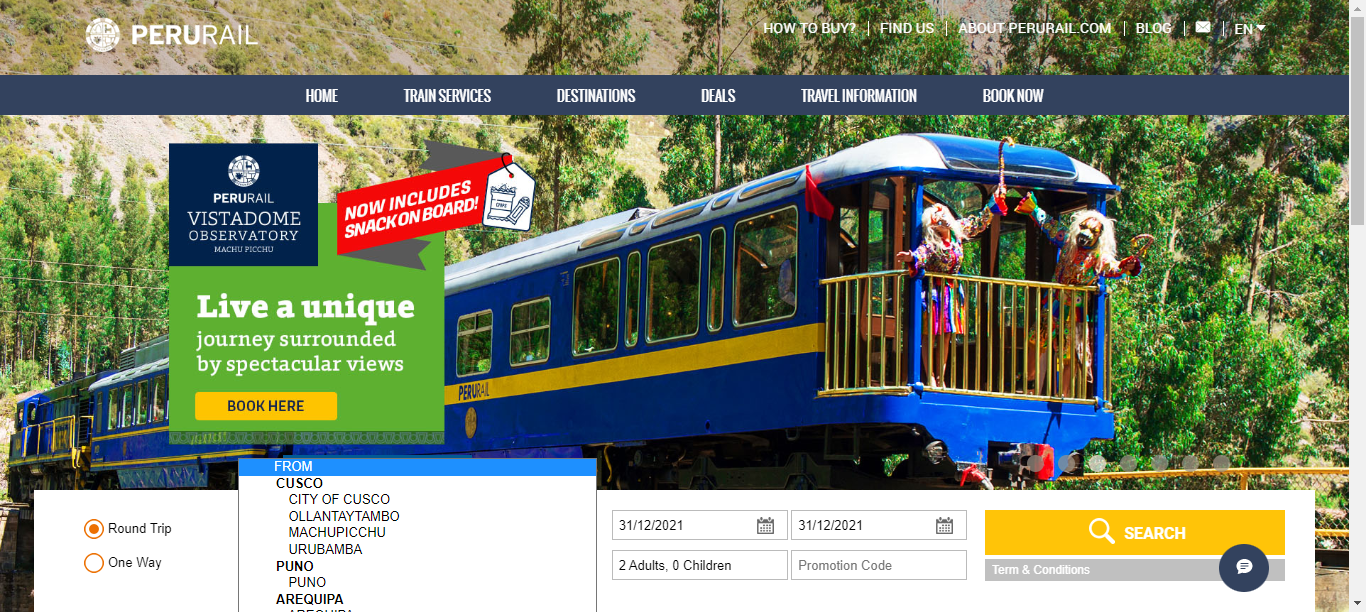 PERURAIL
HOW TO BUY?
FIND US
ABOUT PERURAIL.COM
BLOG
EN
HOME
TRAIN SERVICES
DESTINATIONS
DEALS
TRAVEL INFORMATION
BOOK NOW
PERURAIL
VISTADOME
OBSERVATORY
MACHU PICCHU
NOW INCLUDES
SNACK ON BOARD!
Live a unique
journey surrounded
by spectacular views
BOOK HERE
PERURAIL
Round Trip
One Way
FROM
CUSCO
CITY OF CUSCO
OLLANTAYTAMBO
MACHUPICCHU
URUBAMBA
PUNO
PUNO
AREQUIPA
AREQUIPA
31/12/2021
31/12/2021
2 Adults, 0 Children
Promotion Code
SEARCH
Term & Conditions